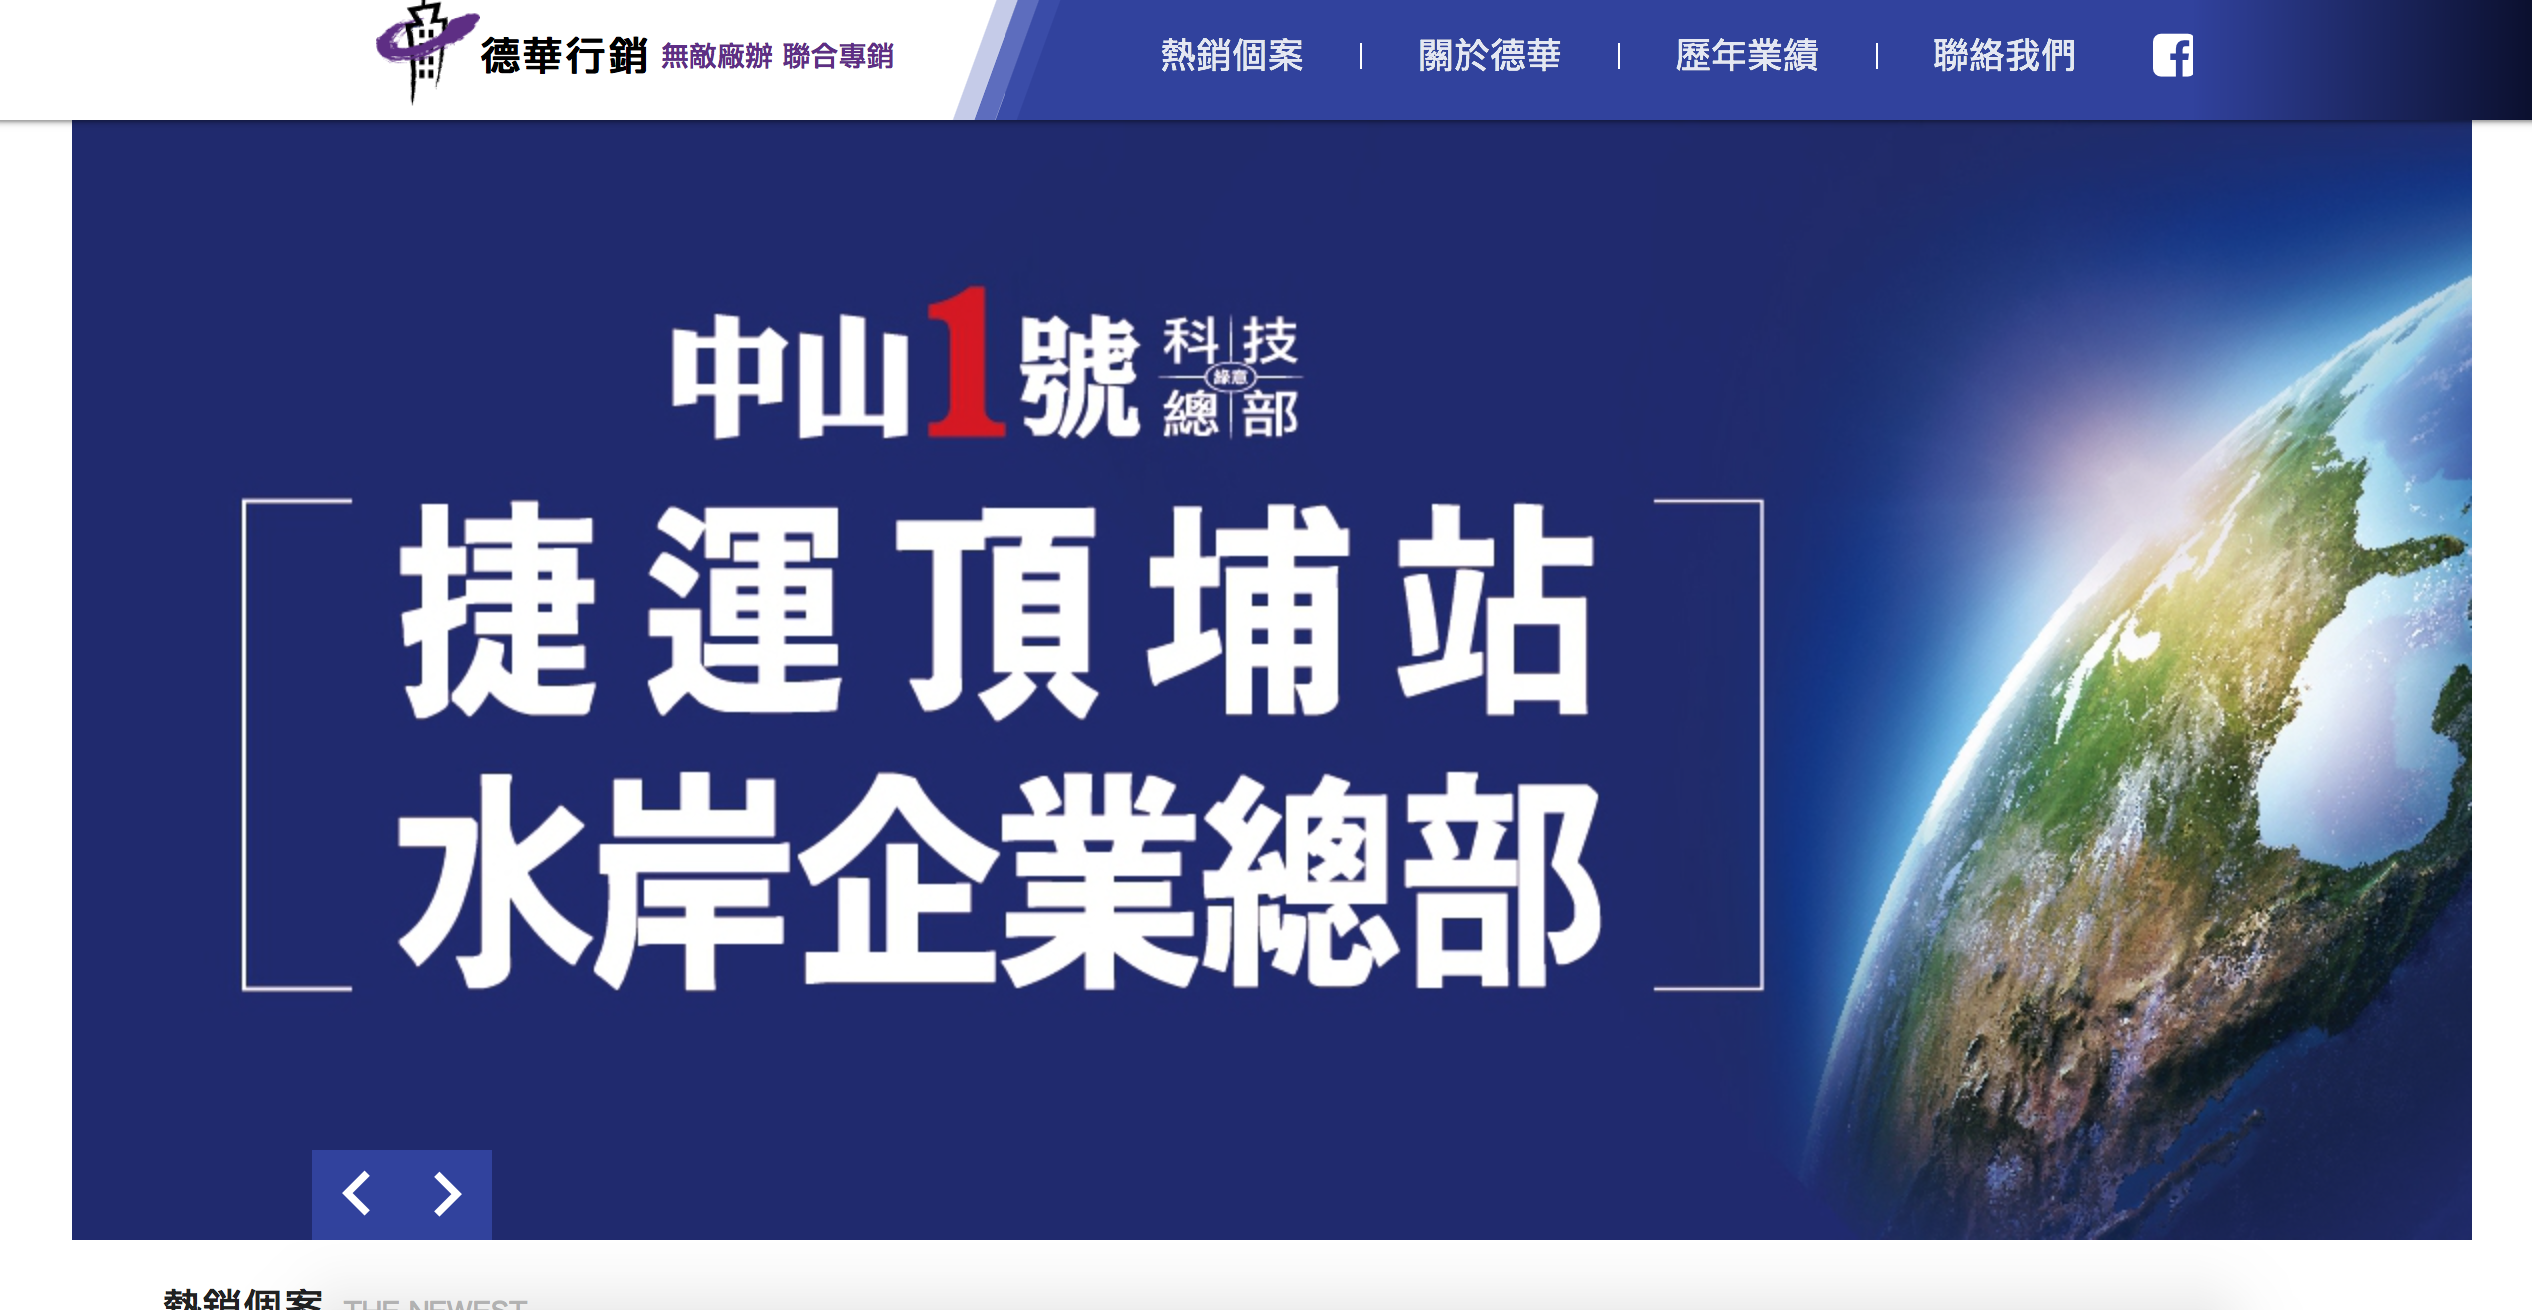 德華行銷 無敵廠辦 聯合專銷
熱銷個案 關於德華 歷年業績 聯絡我們
中山1號 科技總部
綠意
捷運頂埔站
水岸企業總部
熱銷個案 THE NEWEST